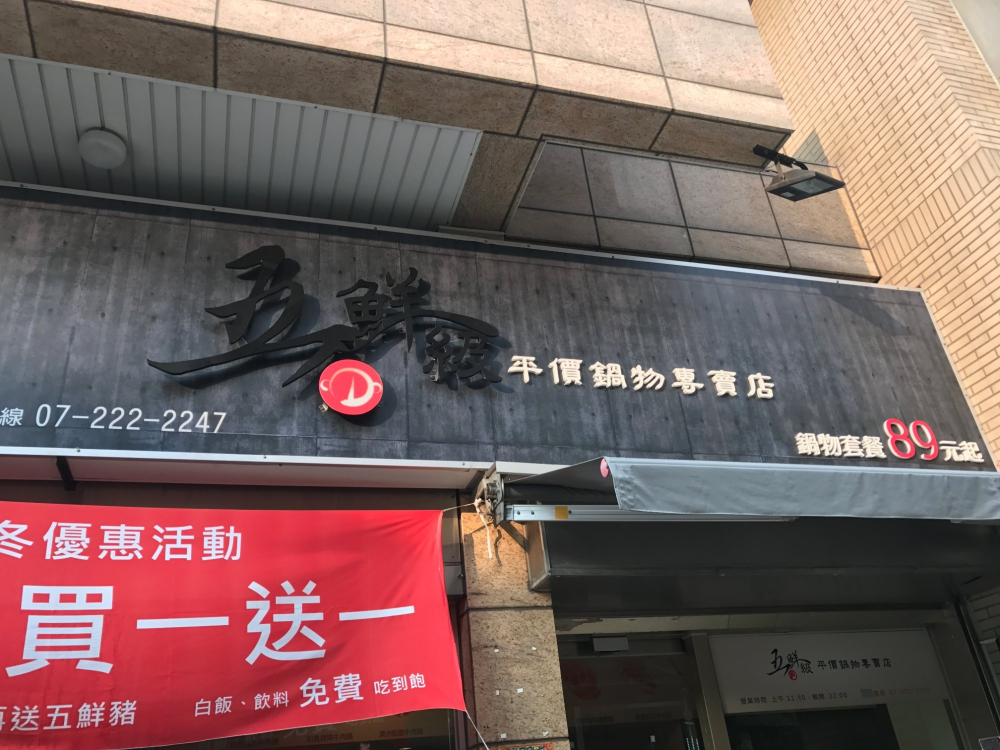 五鮮級
平價鍋物專賣店
線 07-222-2247
鍋物套餐89元起
冬優惠活動
買一送一
再送五鮮豬
白飯、飲料 免費 吃到飽
五鮮級 平價鍋物專賣店